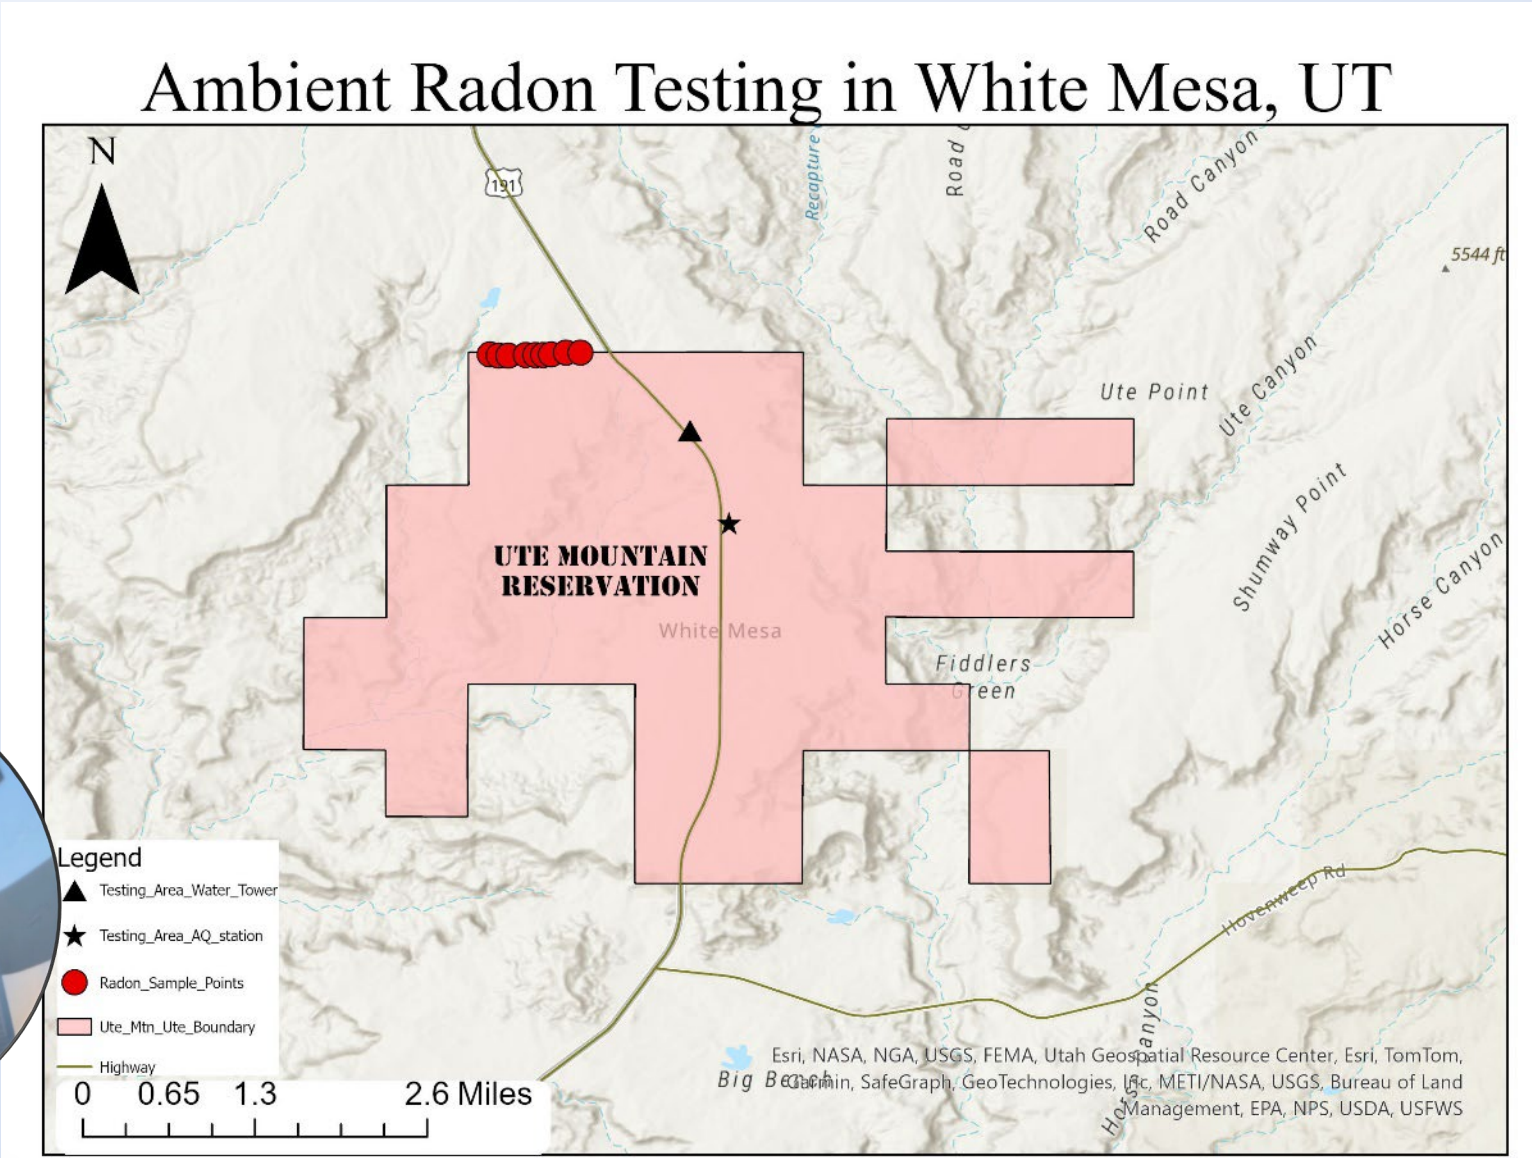 Ambient Radon Testing in White Mesa, UT
N
191
Recapture
Road
Road Canyon
5544 ft
Ute Point
Ute Canyon
Shumway Point
Horse Canyon
UTE MOUNTAIN
RESERVATION
White Mesa
Fiddlers
Green
Hovenweep Rd
Horse Canyon
Big Bench
Legend
Testing_Area_Water_Tower
Testing_Area_AQ_station
Radon_Sample_Points
Ute_Mtn_Ute_Boundary
Highway
0 0.65 1.3 2.6 Miles
Esri, NASA, NGA, USGS, FEMA, Utah Geospatial Resource Center, Esri, TomTom,
Garmin, SafeGraph, GeoTechnologies, Inc, METI/NASA, USGS, Bureau of Land
Management, EPA, NPS, USDA, USFWS